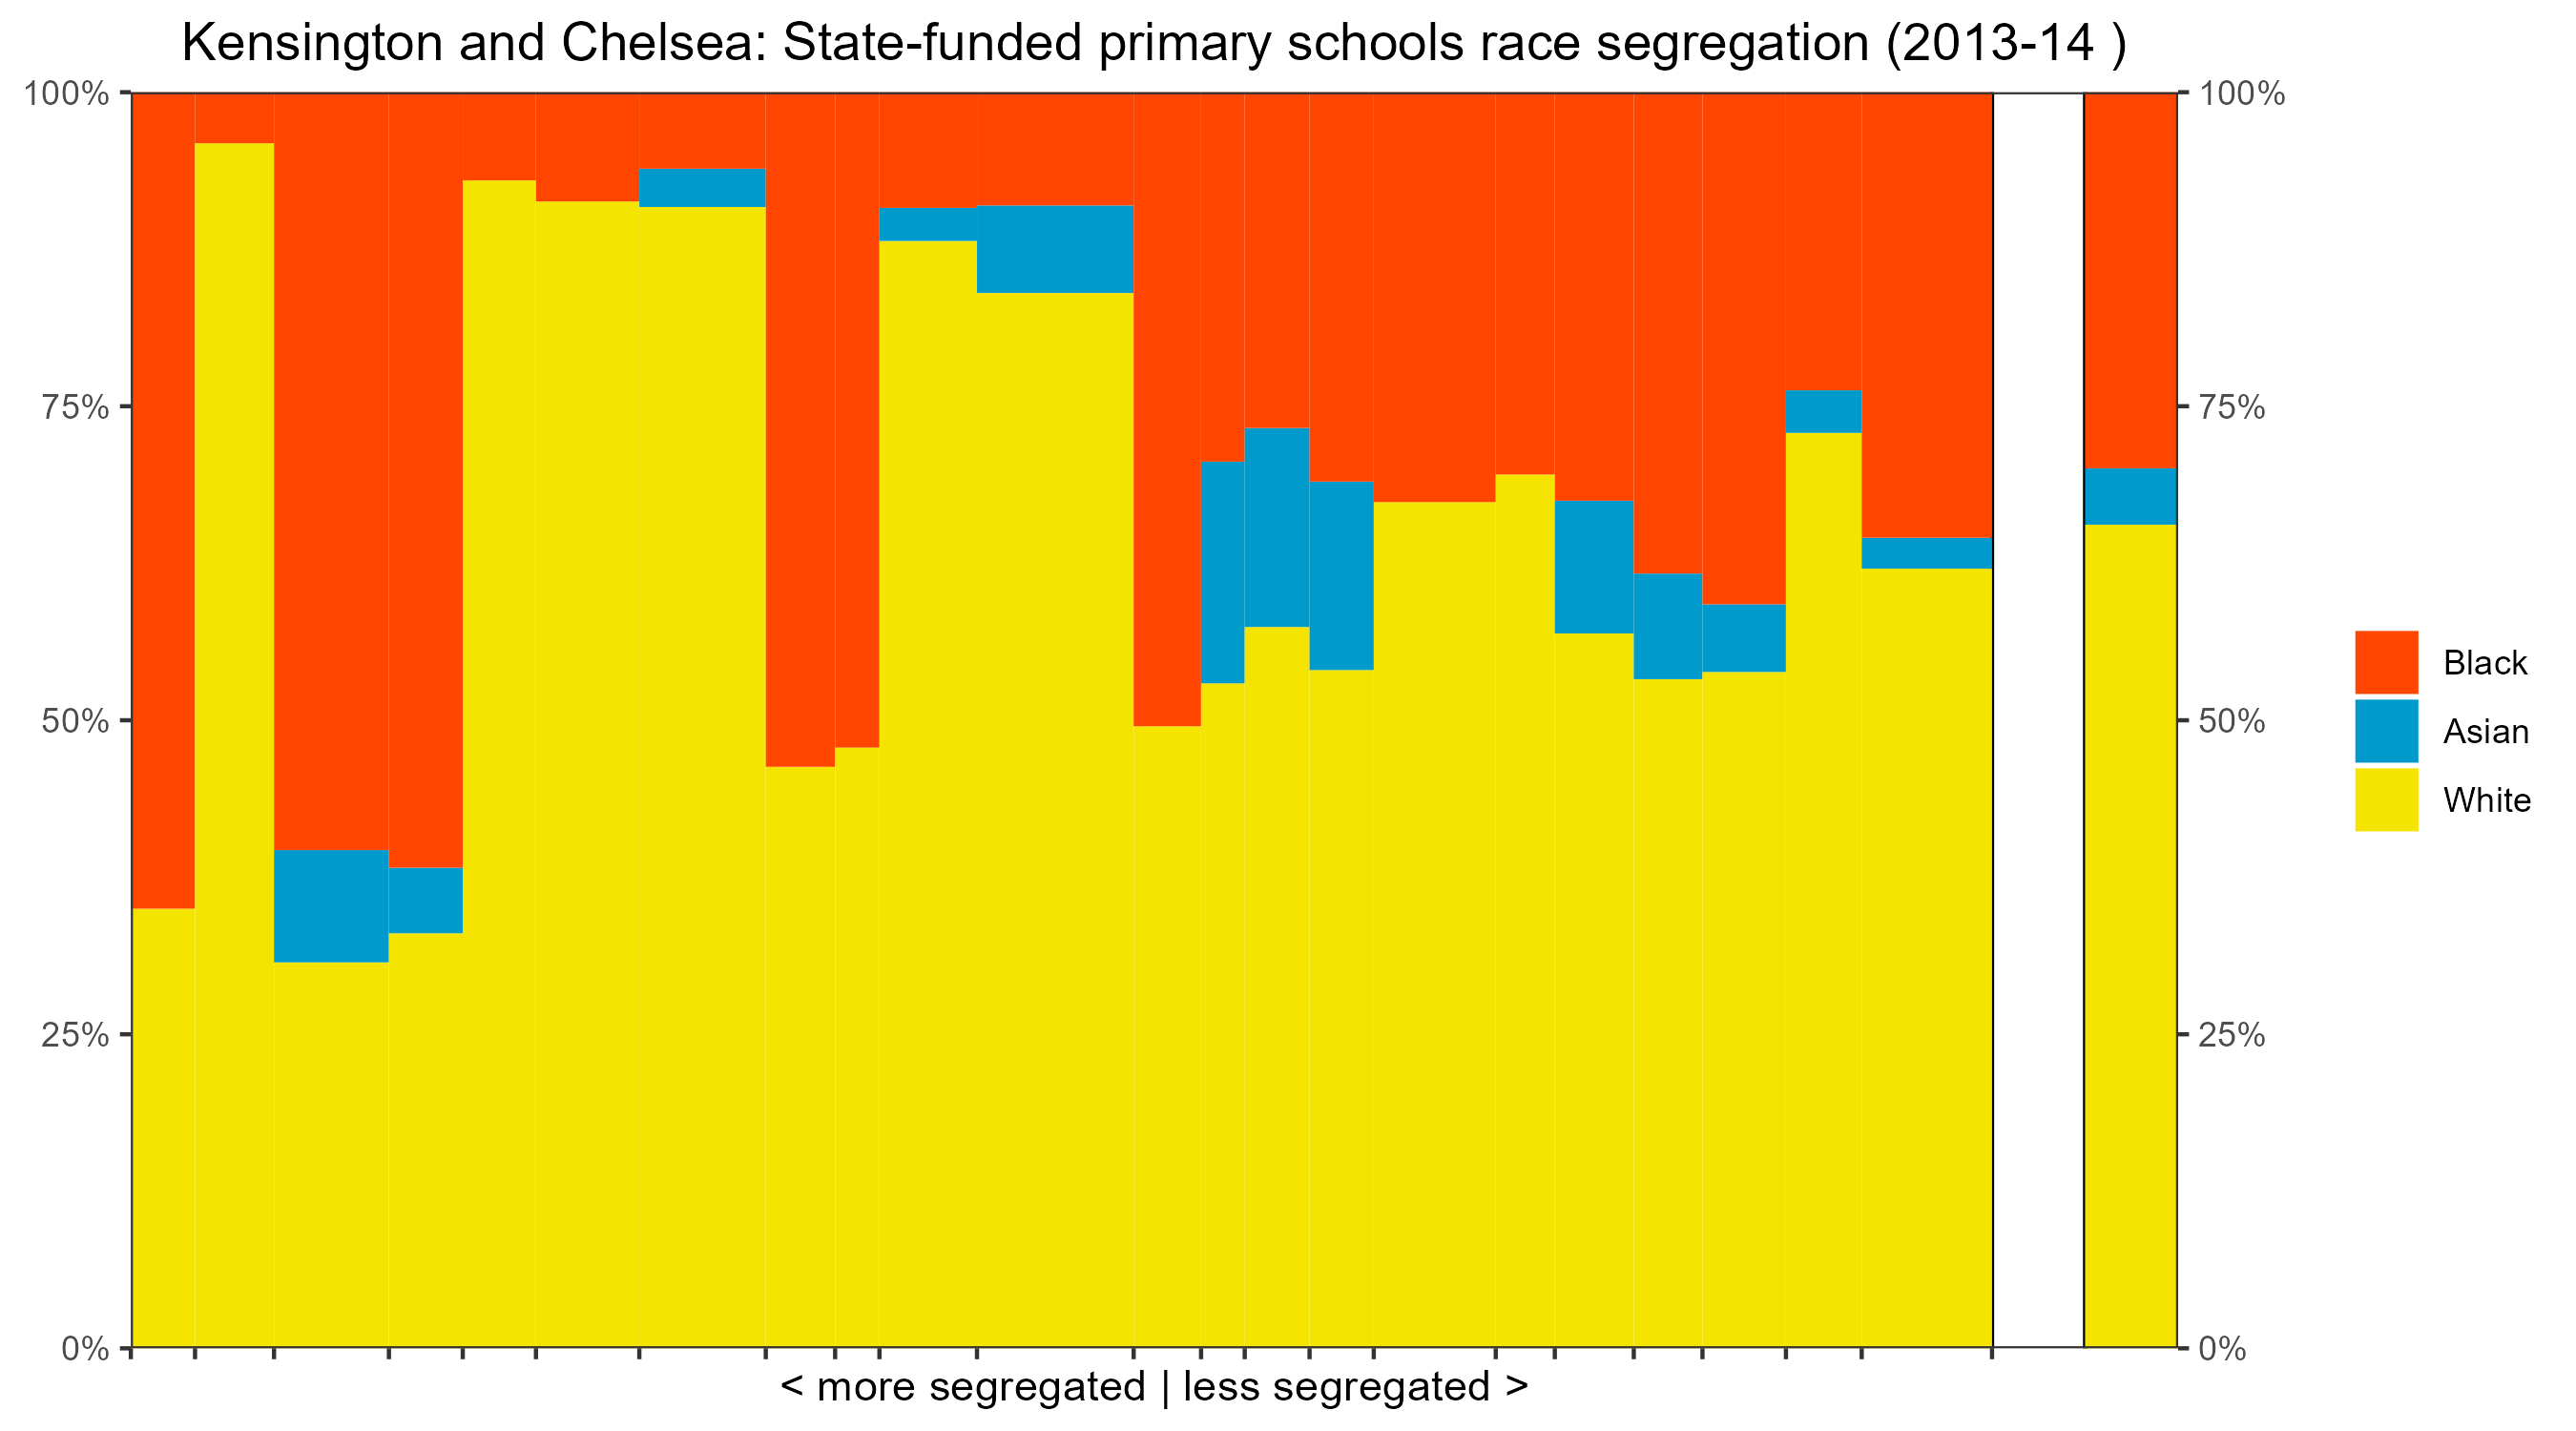 Kensington and Chelsea: State-funded primary schools race segregation (2013-14 )
100%
75%
50%
25%
0%
100%
75%
50%
25%
0%
Black
Asian
White
< more segregated | less segregated >